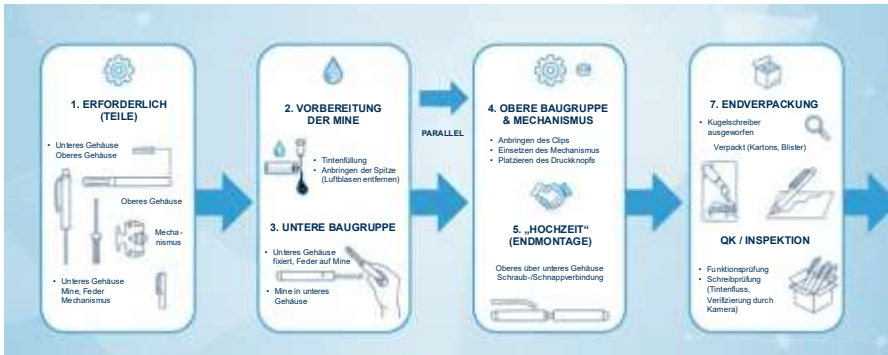 1. ERFORDERLICH
(TEILE)
• Unteres Gehäuse
Oberes Gehäuse
Oberes Gehäuse
Mecha-
nismus
• Unteres Gehäuse
Mine, Feder
Mechanismus
2. VORBEREITUNG
DER MINE
• Tintenfüllung
• Anbringen der Spitze
(Luftblasen entfernen)
3. UNTERE BAUGRUPPE
• Unteres Gehäuse
fixiert, Feder auf Mine
• Mine in unteres
Gehäuse
PARALLEL
4. OBERE BAUGRUPPE
& MECHANISMUS
• Anbringen des Clips
• Einsetzen des Mechanismus
• Platzieren des Druckknopfs
5. „HOCHZEIT“
(ENDMONTAGE)
Oberes über unteres Gehäuse
Schraub-/Schnappverbindung
7. ENDVERPACKUNG
• Kugelschreiber
ausgeworfen
Verpackt (Kartons, Blister)
QK / INSPEKTION
• Funktionsprüfung
• Schreibprüfung
(Tintenfluss,
Verifizierung durch
Kamera)